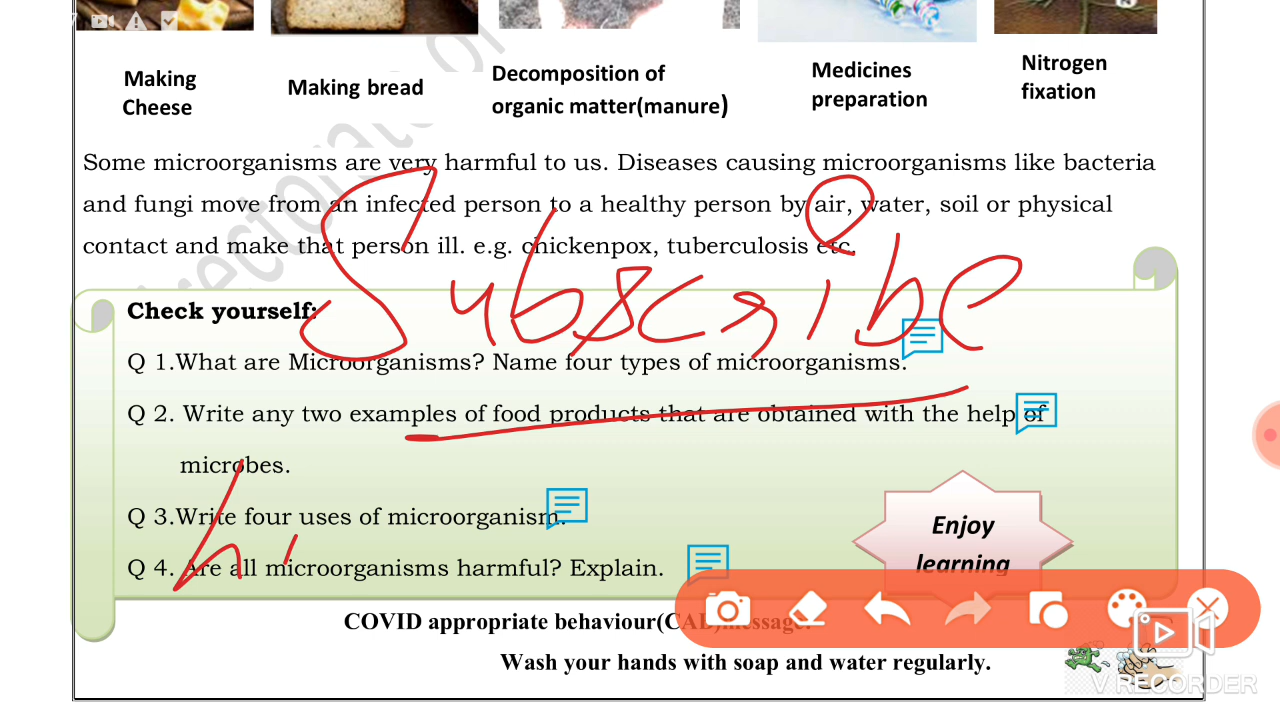 Making
Cheese
Making bread
Decomposition of
organic matter(manure)
Medicines
preparation
Nitrogen
fixation
Some microorganisms are very harmful to us. Diseases causing microorganisms like bacteria
and fungi move from an infected person to a healthy person by air, water, soil or physical
contact and make that person ill. e.g. chickenpox, tuberculosis etc.
Subscribe
Check yourself:
Q 1.What are Microorganisms? Name four types of microorganisms.
Q 2. Write any two examples of food products that are obtained with the help of
microbes.
Q 3.Write four uses of microorganism.
hi
Q 4. Are all microorganisms harmful? Explain.
Enjoy
learning
COVID appropriate behaviour(CAB)message:
Wash your hands with soap and water regularly.
V RECORDER